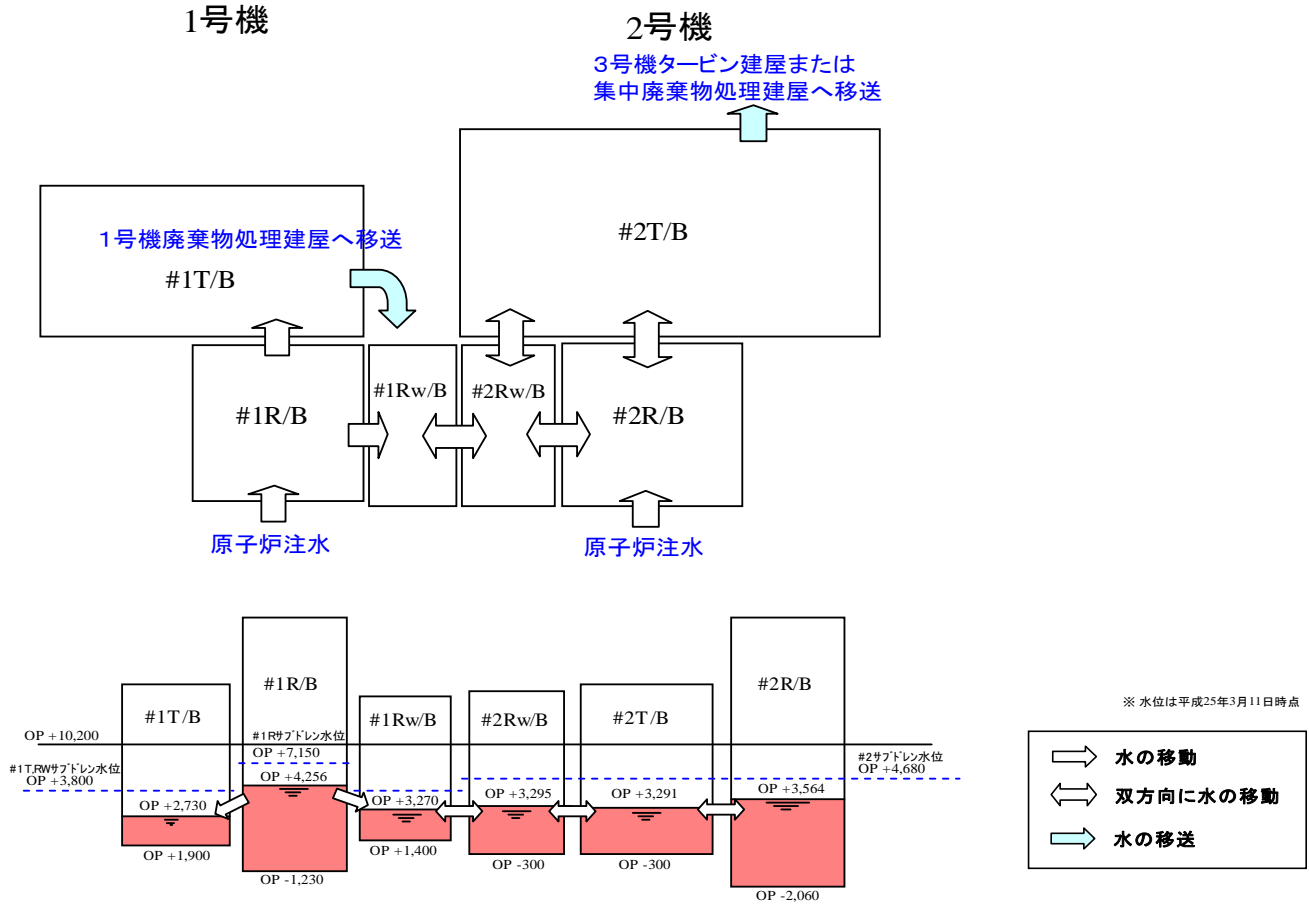 1号機
2号機
3号機タービン建屋または
集中廃棄物処理建屋へ移送
#2T/B
1号機廃棄物処理建屋へ移送
#1T/B
#1R/B
#1Rw/B
#2Rw/B
#2R/B
原子炉注水
原子炉注水
#1T/B
#1R/B
#1Rw/B
#2Rw/B
#2T/B
#2R/B
※ 水位は平成25年3月11日時点
OP +10,200
#1Rサブドレン水位
OP +7,150
#1T,RWサブドレン水位
OP +3,800
#2サブドレン水位
OP +4,680
OP +2,730
OP +4,256
OP +3,270
OP +3,295
OP +3,291
OP +3,564
OP +1,900
OP -1,230
OP +1,400
OP -300
OP -300
OP -2,060
水の移動
双方向に水の移動
水の移送